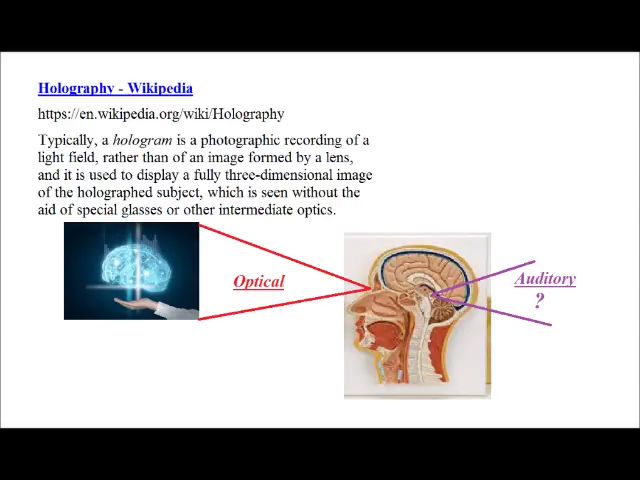 Holography - Wikipedia
https://en.wikipedia.org/wiki/Holography
Typically, a hologram is a photographic recording of a
light field, rather than of an image formed by a lens,
and it is used to display a fully three-dimensional image
of the holographed subject, which is seen without the
aid of special glasses or other intermediate optics.
Optical
Auditory
?